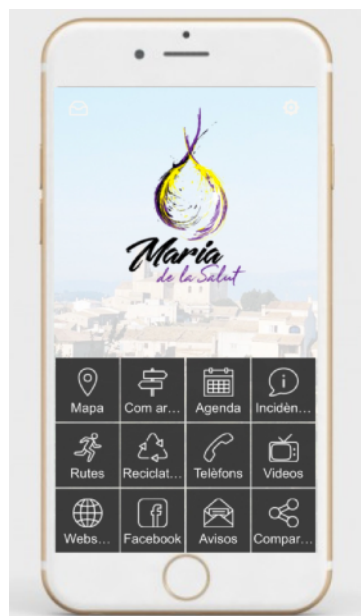 Maria
de la Salut
Mapa
Com ar...
Agenda
Incidèn...
Rutes
Reciclat...
Telèfons
Videos
Webs...
Facebook
Avisos
Compar...